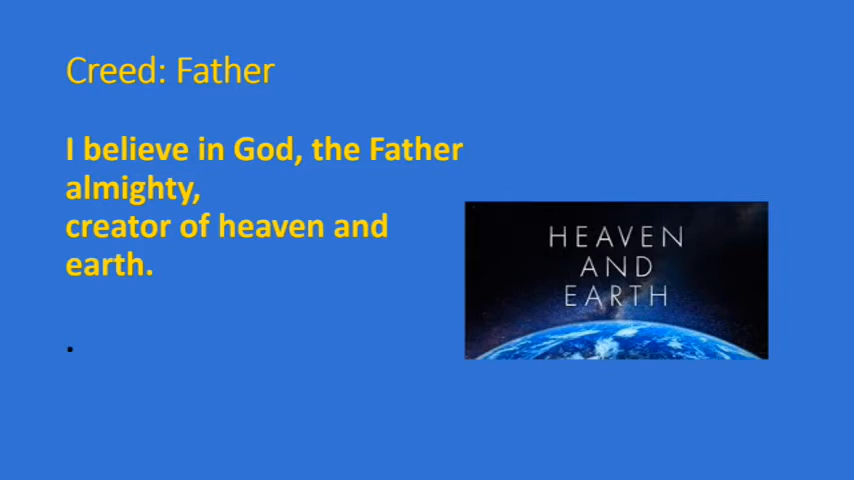 Creed: Father
I believe in God, the Father
almighty,
creator of heaven and
earth.
HEAVEN
AND
EARTH
.